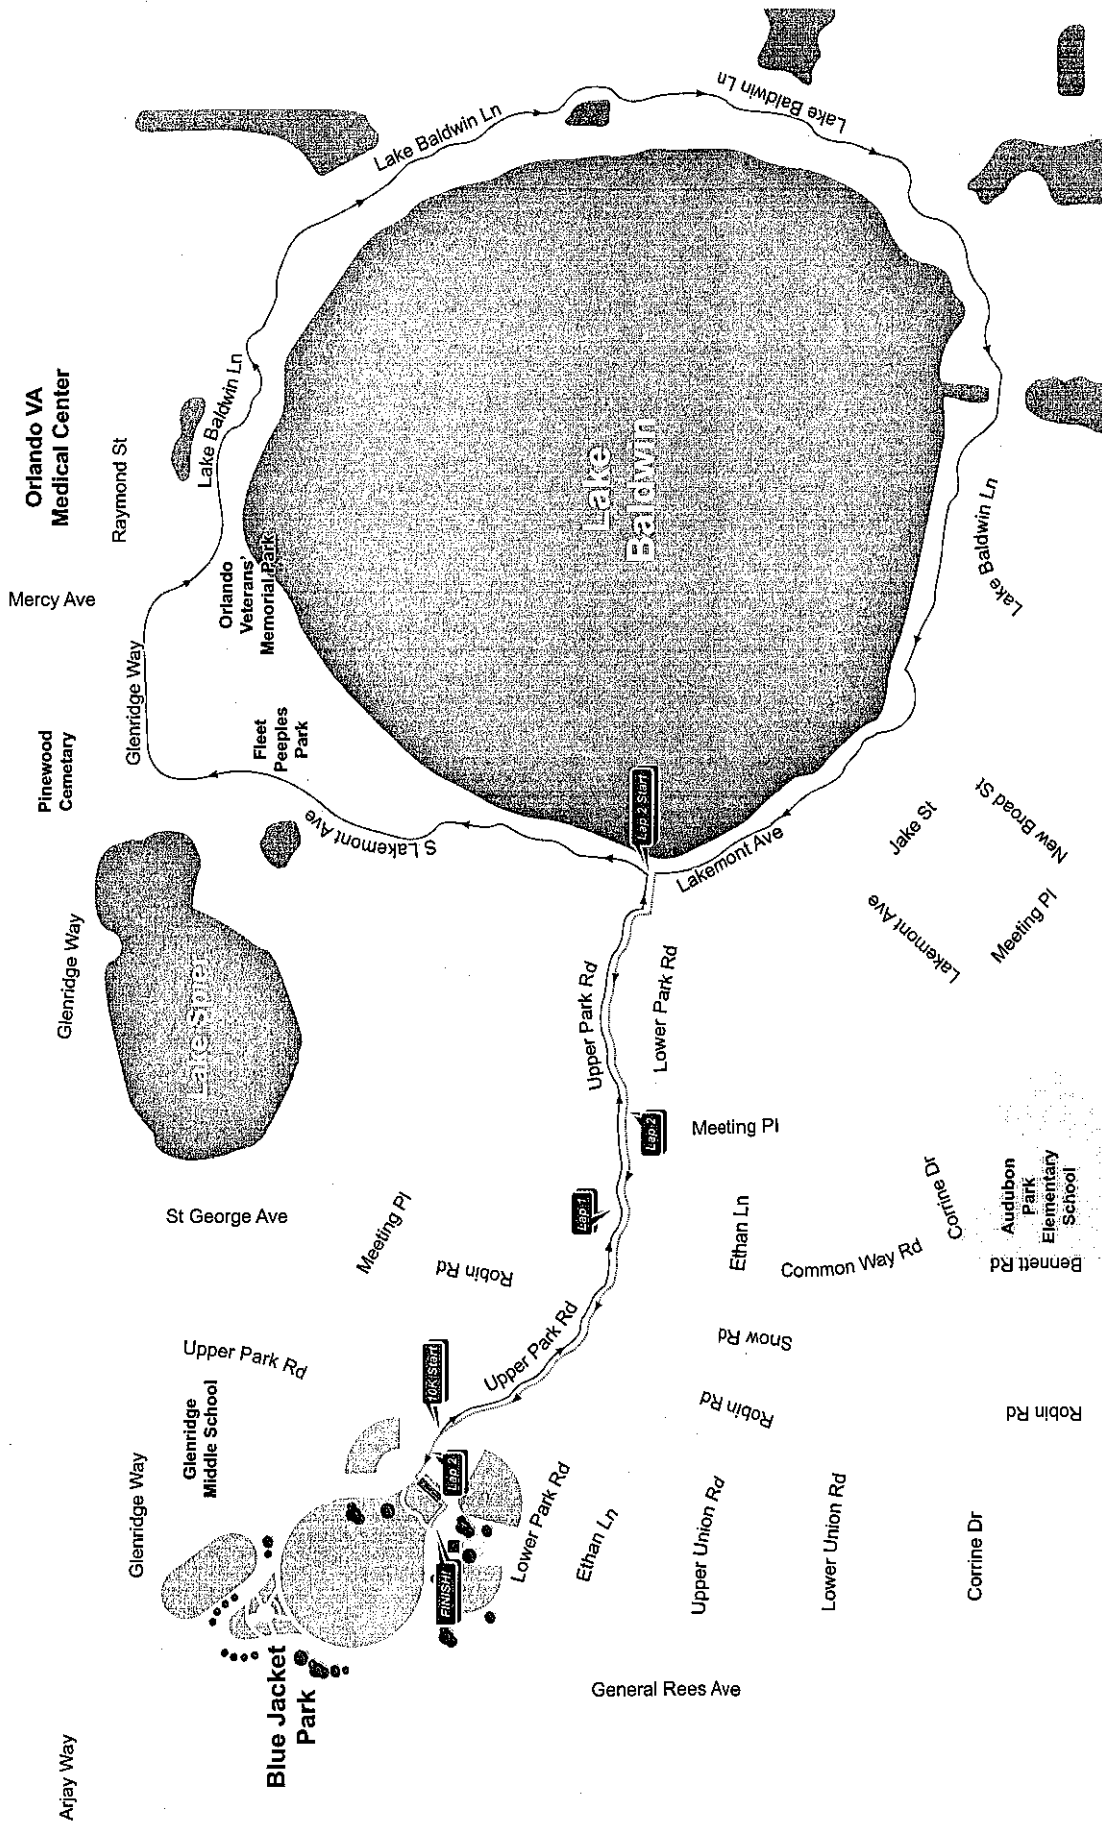 Arjay Way
Glenridge Way
Glenridge
Middle School
Upper Park Rd
St George Ave
Glenridge Way
Pinewood
Cemetary
Glenridge Way
Mercy Ave
Raymond St
Orlando VA
Medical Center
Blue Jacket
Park
Meeting Pl
Robin Rd
Lake Spier
Fleet
Peeples
Park
Orlando
Veterans'
Memorial Park
Lake Baldwin Ln
Lake Baldwin Ln
S Lakemont Ave
10K Start
FINISH!
Lap 2
Upper Park Rd
Lap 1
Lap 2
Upper Park Rd
Lower Park Rd
Lap 2 Start
Lakemont Ave
Lake
Baldwin
Lake Baldwin Ln
Lake Baldwin Ln
Lower Park Rd
Ethan Ln
General Rees Ave
Upper Union Rd
Lower Union Rd
Corrine Dr
Robin Rd
Snow Rd
Ethan Ln
Meeting Pl
Common Way Rd
Corrine Dr
Robin Rd
Bennett Rd
Audubon
Park
Elementary
School
Lakemont Ave
Jake St
Meeting Pl
New Broad St
Lake Baldwin Ln
Lake Baldwin Ln